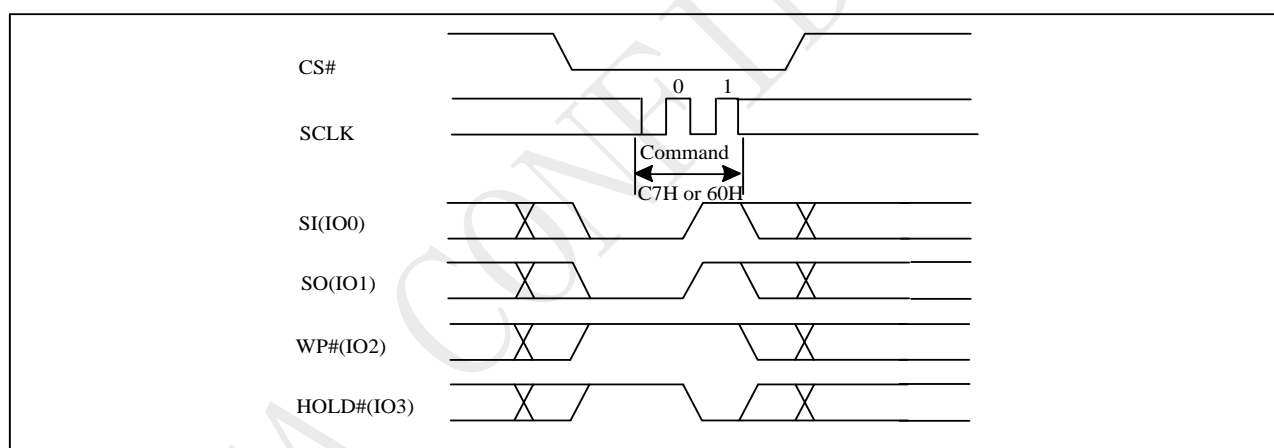 CS#
0 1
SCLK
Command
C7H or 60H
SI(IO0)
SO(IO1)
WP#(IO2)
HOLD#(IO3)